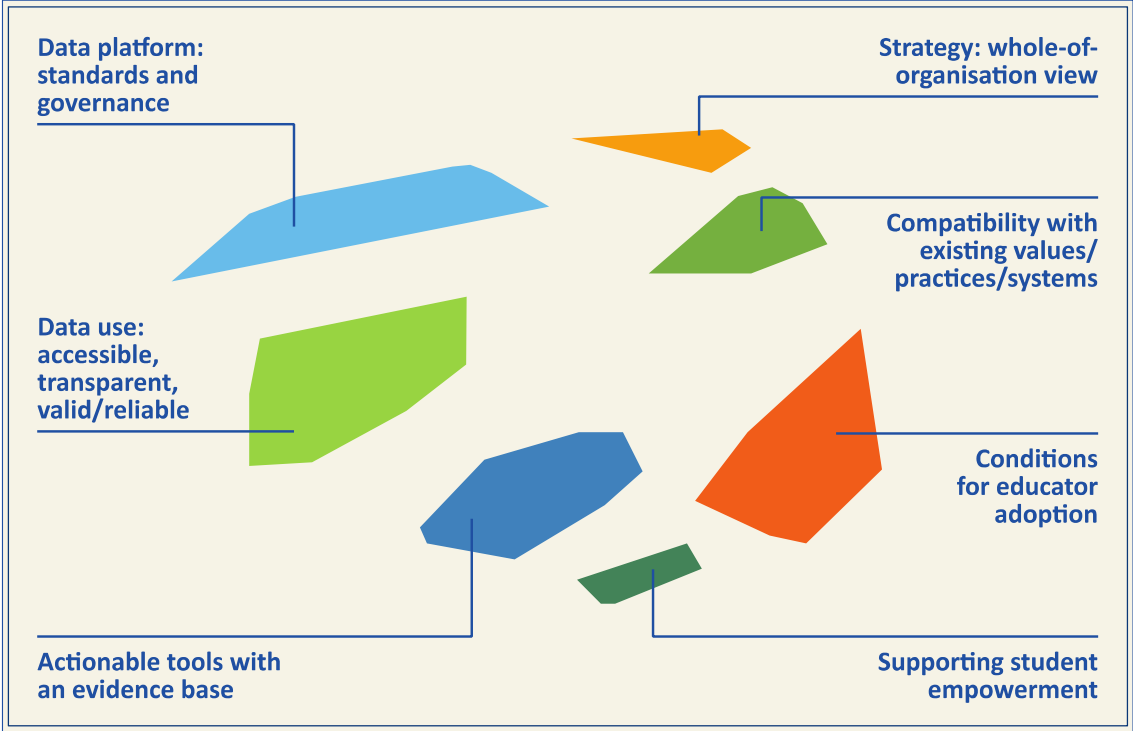 Data platform:
standards and
governance
Strategy: whole-of-
organisation view
Compatibility with
existing values/
practices/systems
Data use:
accessible,
transparent,
valid/reliable
Conditions
for educator
adoption
Actionable tools with
an evidence base
Supporting student
empowerment